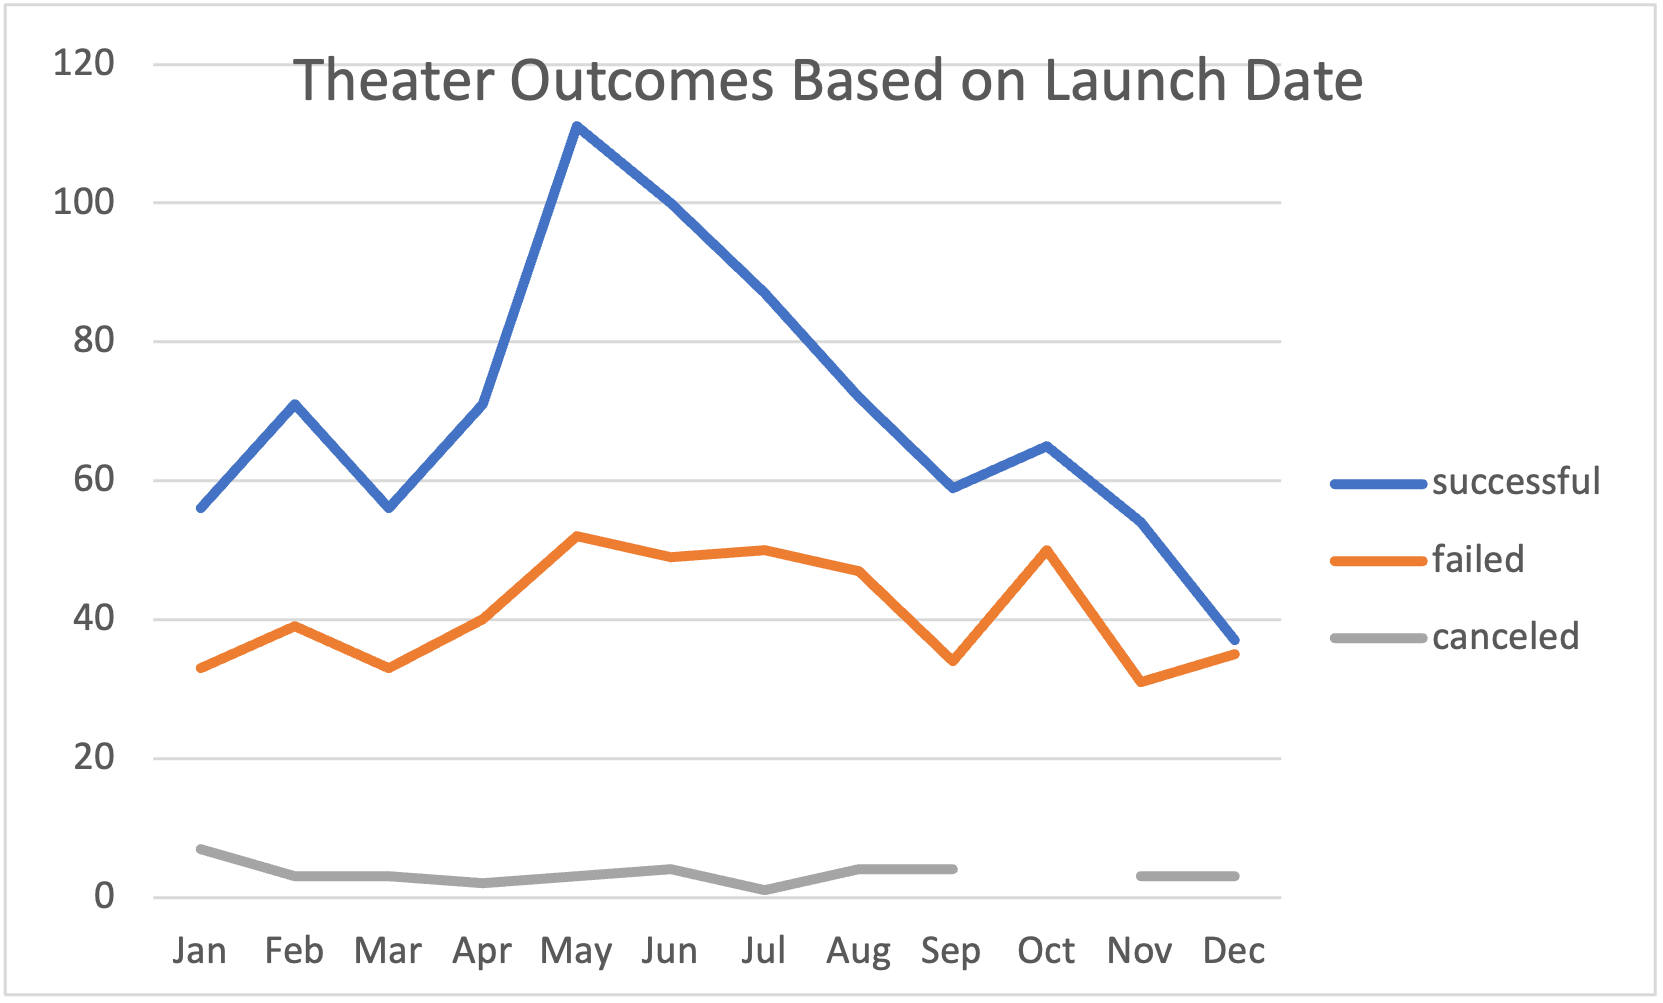 Theater Outcomes Based on Launch Date
120
100
80
60
40
20
0
Jan Feb Mar Apr May Jun Jul Aug Sep Oct Nov Dec
successful
failed
canceled